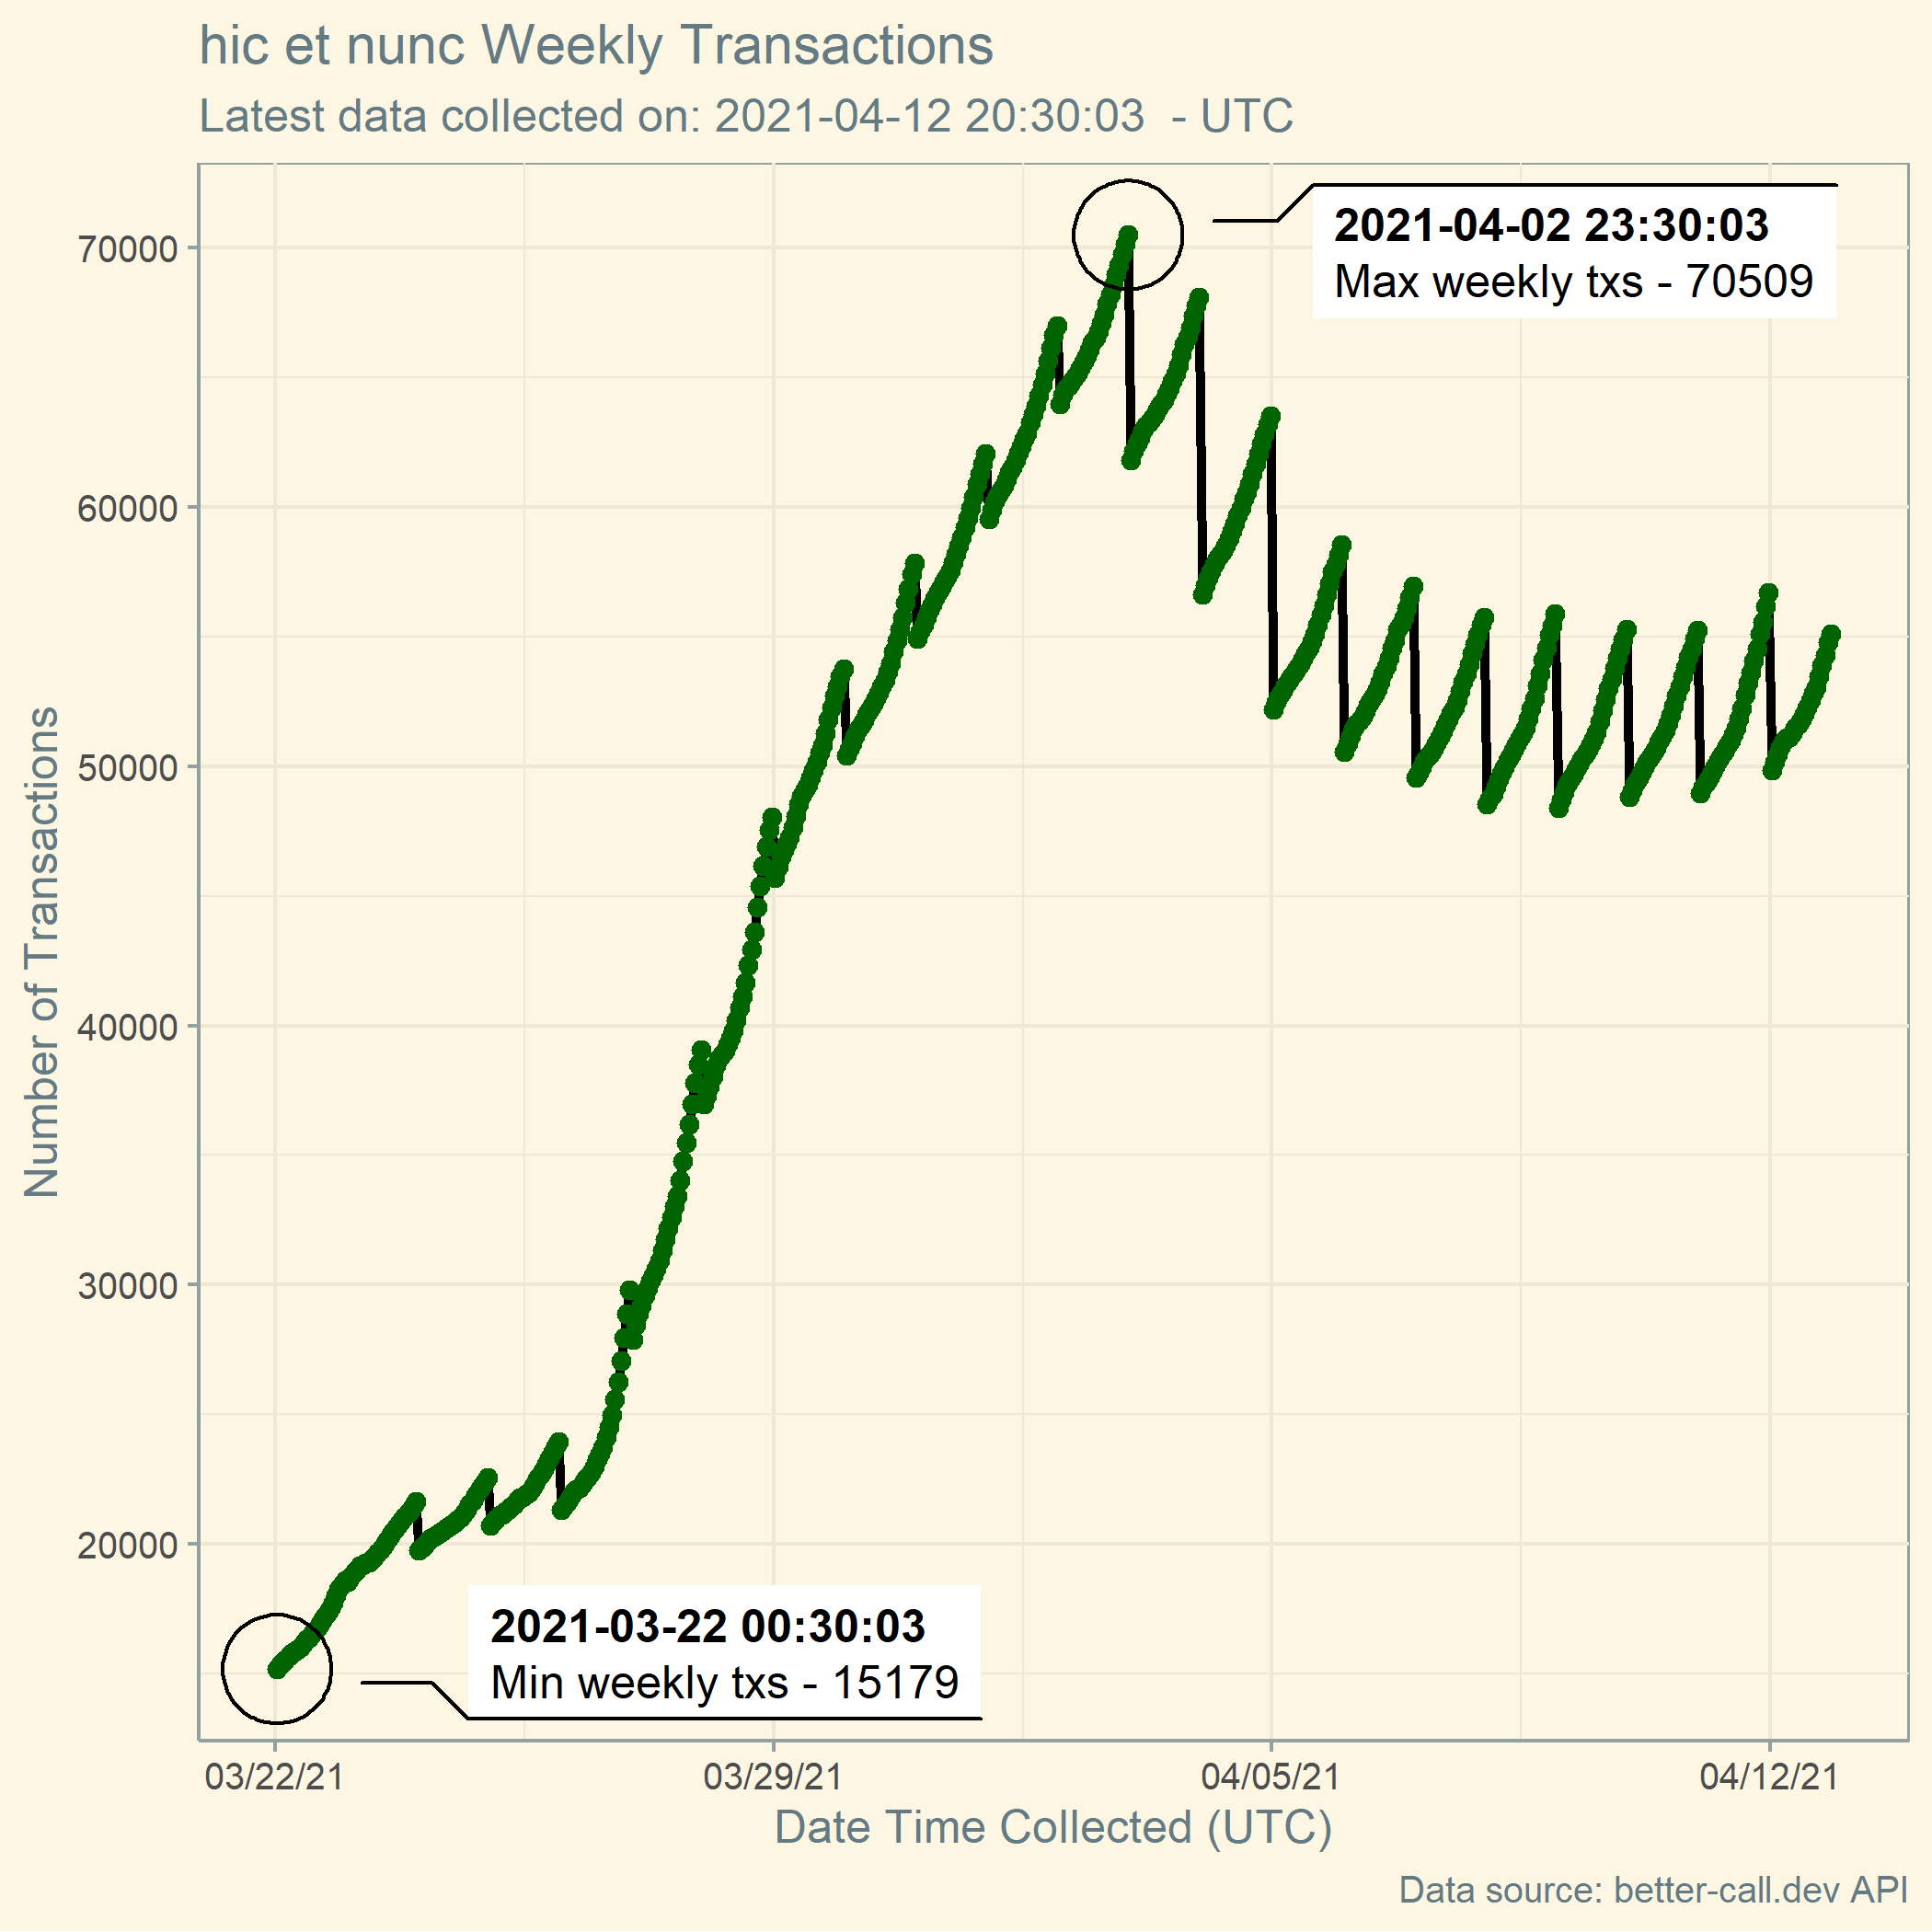 hic et nunc Weekly Transactions
Latest data collected on: 2021-04-12 20:30:03  - UTC
2021-04-02 23:30:03
Max weekly txs - 70509
70000
60000
50000
40000
30000
20000
Number of Transactions
2021-03-22 00:30:03
Min weekly txs - 15179
03/22/21
03/29/21
04/05/21
04/12/21
Date Time Collected (UTC)
Data source: better-call.dev API